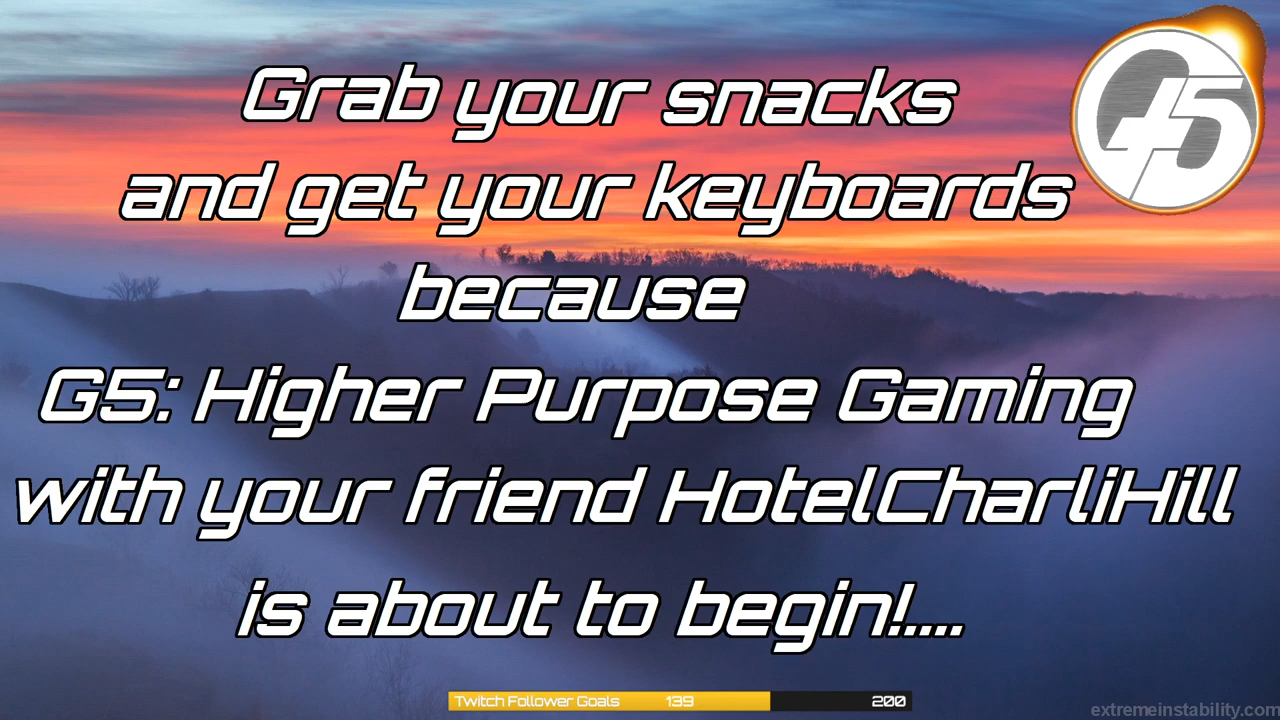 Grab your snacks
and get your keyboards
because
G5: Higher Purpose Gaming
with your friend HotelCharliHill
is about to begin!....
Twitch Follower Goals 139 200
extremeinstability.com
G5